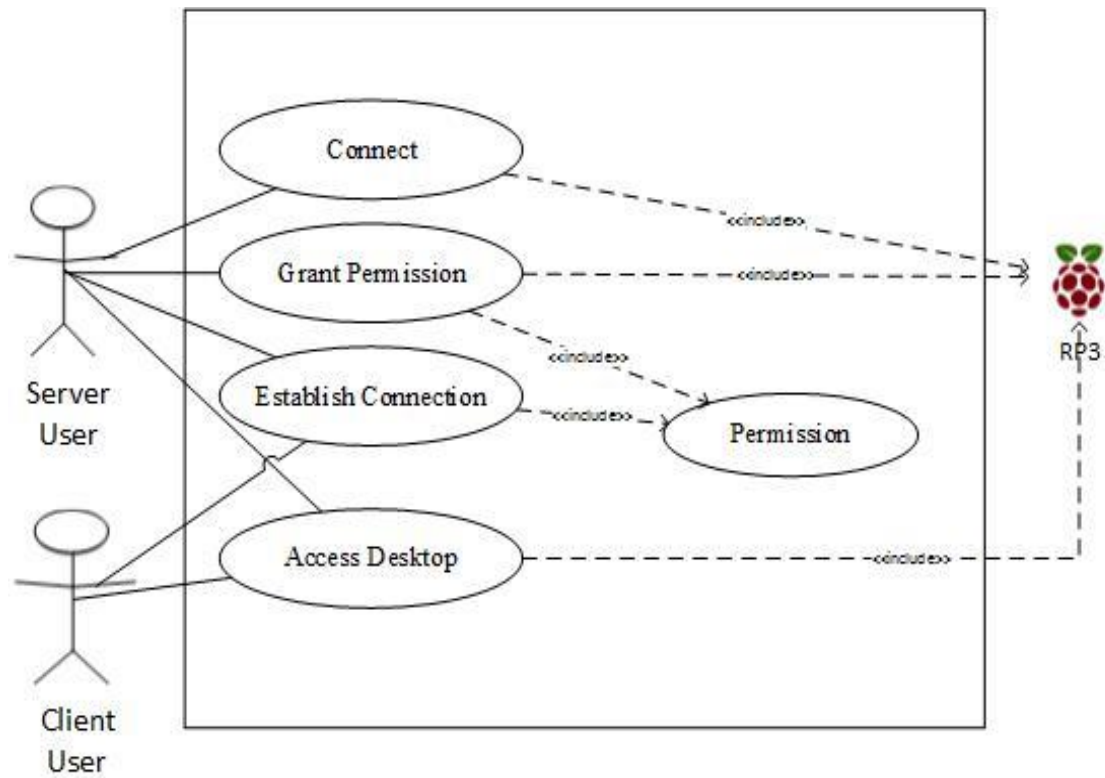 Connect
<<include>>
Grant Permission
<<include>>
RP3
<<include>>
Server
User
Establish Connection
<<include>>
Permission
Access Desktop
<<include>>
Client
User